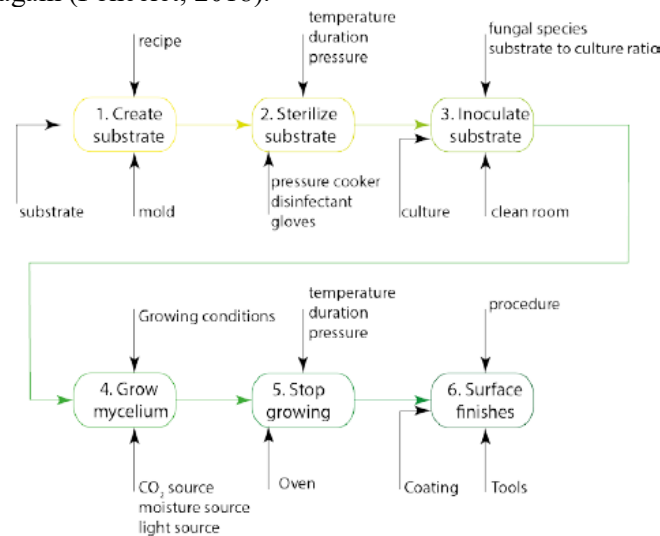 2018).
recipe
temperature
duration
pressure
fungal species
substrate to culture ratio
1. Create
substrate
2. Sterilize
substrate
3. Inoculate
substrate
substrate
mold
pressure cooker
disinfectant
gloves
culture
clean room
Growing conditions
temperature
duration
pressure
procedure
4. Grow
mycelium
5. Stop
growing
6. Surface
finishes
CO₂ source
moisture source
light source
Oven
Coating
Tools